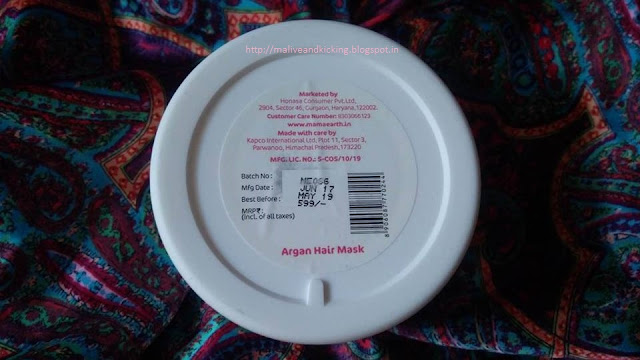 http://maliveandkicking.blogspot.in
Marketed by
Honasa Consumer Pvt. Ltd,
2904, Sector 46, Gurgaon, Haryana, 122002.
Customer Care Number: 9303066123
www.mamaearth.in
Made with care by
Kapco International Ltd. Plot 11, Sector 3,
Parwanoo, Himachal Pradesh, 173220
MFG. LIC. NO.: S-COS/10/19
Batch No : ME006
Mfg Date : JUN 17
Best Before : MAY 19
MRP₹: 599/-
(Incl. of all taxes)
Argan Hair Mask